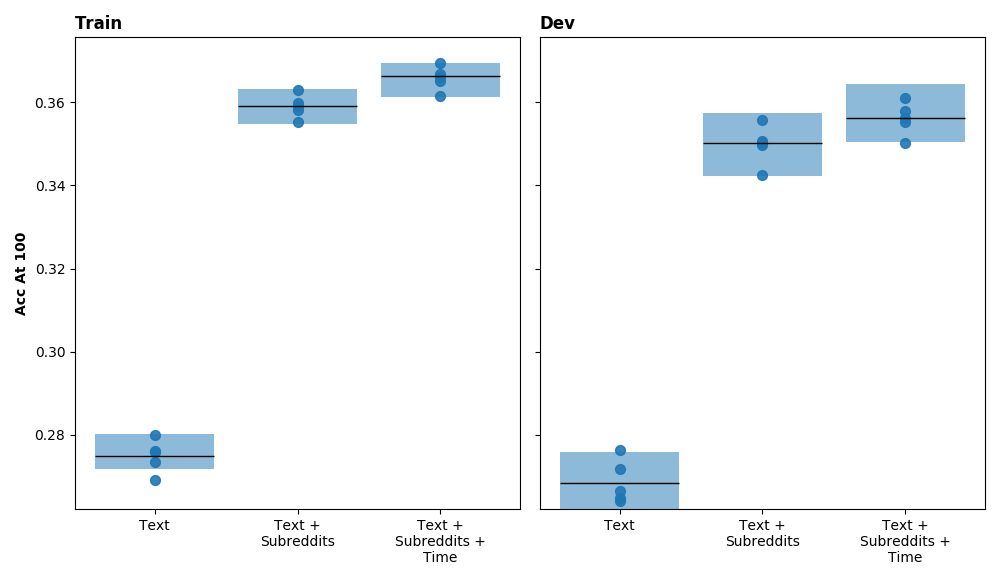 Train
Dev
Acc At 100
0.36
0.34
0.32
0.30
0.28
Text
Text +
Subreddits
Text +
Subreddits +
Time
Text
Text +
Subreddits
Text +
Subreddits +
Time